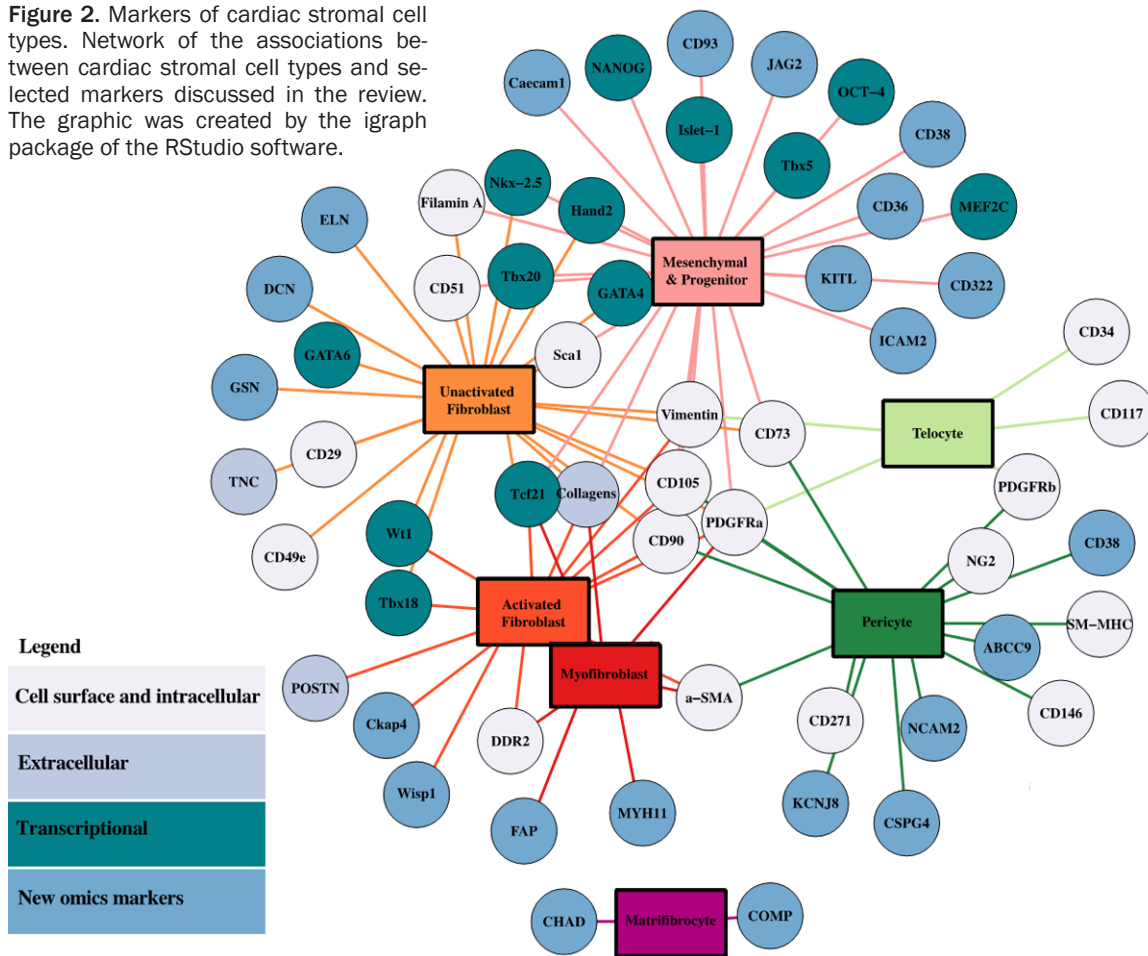 Figure 2. Markers of cardiac stromal cell
types. Network of the associations be-
tween cardiac stromal cell types and se-
lected markers discussed in the review.
The graphic was created by the igraph
package of the RStudio software.
CD93
JAG2
NANOG
Caecam1
OCT-4
Islet-1
CD38
Tbx5
Nkx-2.5
Filamin A
Hand2
CD36
MEF2C
ELN
Mesenchymal
& Progenitor
Tbx20
CD51
GATA4
KITL
CD322
DCN
ICAM2
CD34
GATA6
Sca1
GSN
Unactivated
Fibroblast
Vimentin
CD73
Telocyte
CD117
CD29
TNC
CD105
Tcf21
Collagens
PDGFRb
PDGFRa
Wt1
CD90
CD38
CD49e
NG2
Tbx18
Activated
Fibroblast
Pericyte
SM-MHC
ABCC9
Legend
Cell surface and intracellular
Extracellular
Transcriptional
New omics markers
Myofibroblast
POSTN
a-SMA
CD146
Ckap4
DDR2
CD271
NCAM2
Wisp1
KCNJ8
MYH11
CSPG4
FAP
CHAD
Matrifibrocyte
COMP